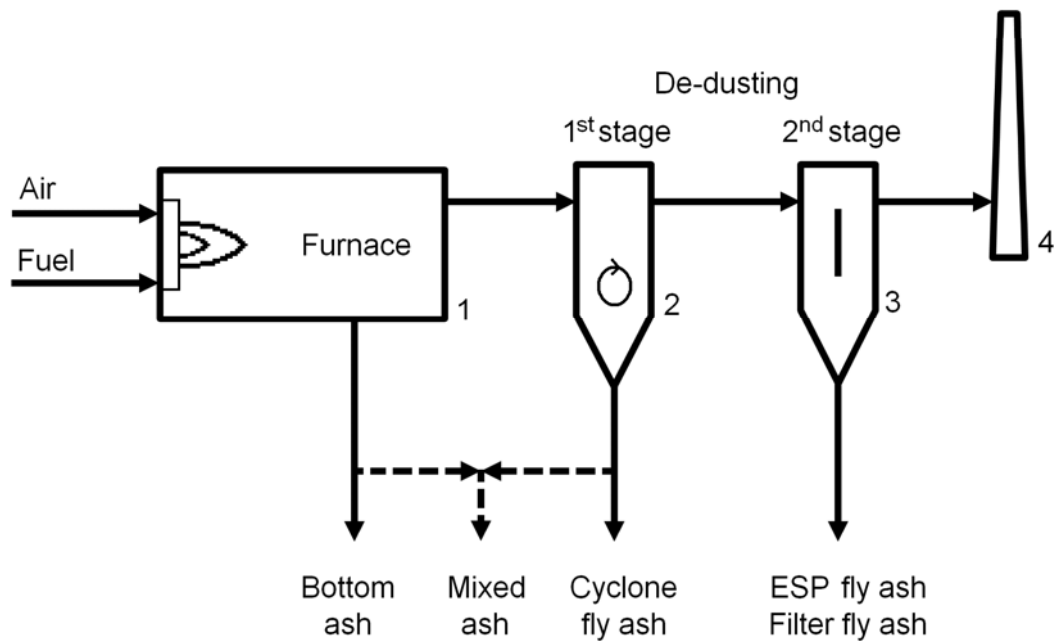 De-dusting
1st stage
2nd stage
Air
Fuel
Furnace
1
2
3
4
Bottom
ash
Mixed
ash
Cyclone
fly ash
ESP fly ash
Filter fly ash